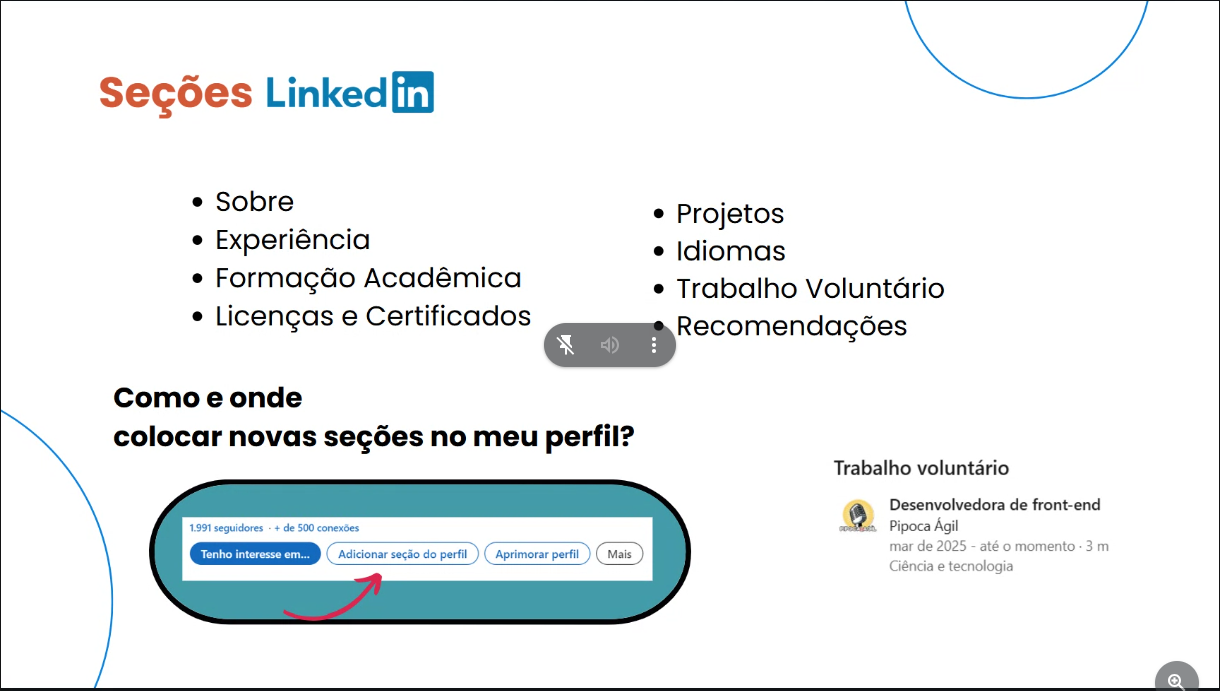 Seções Linkedin
Sobre
Experiência
Formação Acadêmica
Licenças e Certificados
Projetos
Idiomas
Trabalho Voluntário
Recomendações
Como e onde
colocar novas seções no meu perfil?
1.991 seguidores · + de 500 conexões
Tenho interesse em...
Adicionar seção do perfil
Aprimorar perfil
Mais
Trabalho voluntário
Desenvolvedora de front-end
Pipoca Ágil
mar de 2025 - até o momento · 3 m
Ciência e tecnologia